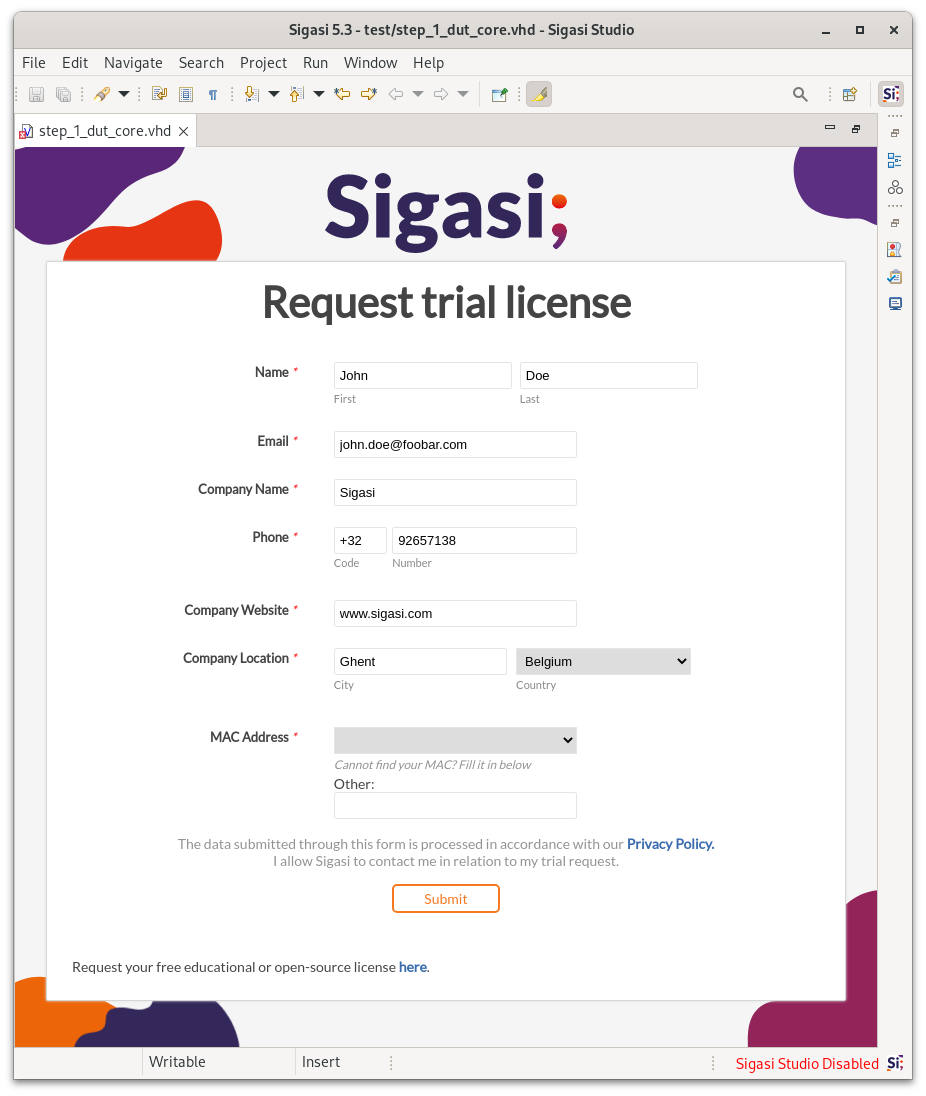 Sigasi 5.3 - test/step_1_dut_core.vhd - Sigasi Studio
File Edit Navigate Search Project Run Window Help
Si;
step_1_dut_core.vhd
Sigasi;
Request trial license
Name * John Doe
First Last
Email * john.doe@foobar.com
Company Name * Sigasi
Phone * +32 92657138
Code Number
Company Website * www.sigasi.com
Company Location * Ghent Belgium
City Country
MAC Address *
Cannot find your MAC? Fill it in below
Other:
The data submitted through this form is processed in accordance with our Privacy Policy.
I allow Sigasi to contact me in relation to my trial request.
Submit
Request your free educational or open-source license here.
Writable Insert Sigasi Studio Disabled Si;